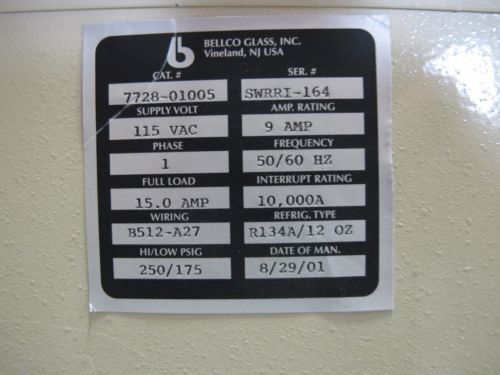 b
BELLCO GLASS, INC.
Vineland, NJ USA
CAT. # SER. #
7728-01005 SWRRI-164
SUPPLY VOLT AMP. RATING
115 VAC 9 AMP
PHASE FREQUENCY
1 50/60 HZ
FULL LOAD INTERRUPT RATING
15.0 AMP 10,000A
WIRING REFRIG. TYPE
B512-A27 R134A/12 OZ
HI/LOW PSIG DATE OF MAN.
250/175 8/29/01